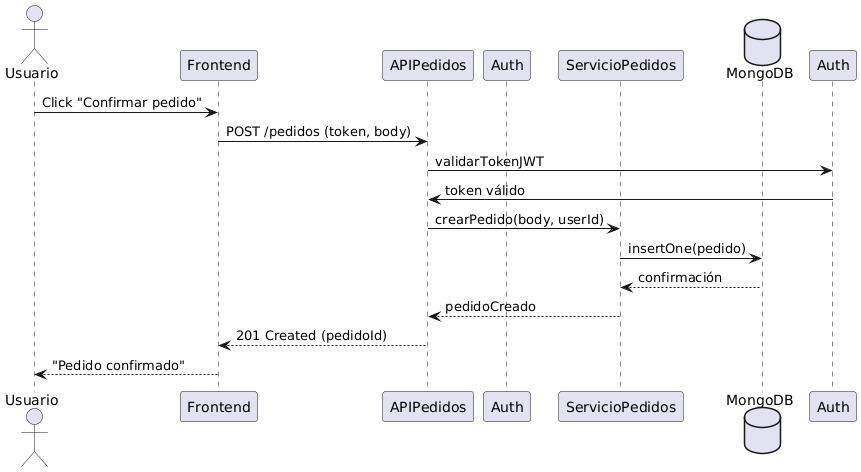 Usuario
Frontend
APIPedidos
Auth
ServicioPedidos
MongoDB
Auth
Click "Confirmar pedido"
POST /pedidos (token, body)
validarTokenJWT
token válido
crearPedido(body, userId)
insertOne(pedido)
confirmación
pedidoCreado
201 Created (pedidoId)
"Pedido confirmado"
Usuario
Frontend
APIPedidos
Auth
ServicioPedidos
MongoDB
Auth